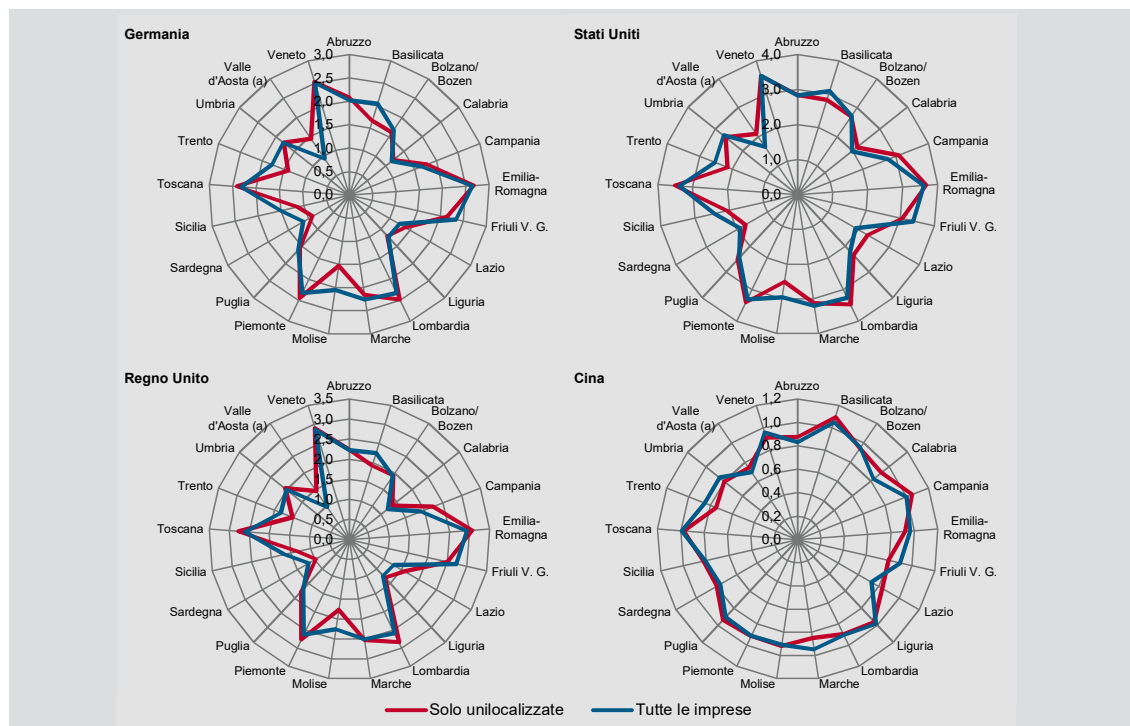 Germania
Abruzzo
Basilicata
Bolzano/
Bozen
Calabria
Campania
Emilia-
Romagna
Friuli V. G.
Lazio
Liguria
Lombardia
Marche
Molise
Piemonte
Puglia
Sardegna
Sicilia
Toscana
Trento
Umbria
Valle
d'Aosta (a)
Veneto
3,0
2,5
2,0
1,5
1,0
0,5
0,0
Stati Uniti
Abruzzo
Basilicata
Bolzano/
Bozen
Calabria
Campania
Emilia-
Romagna
Friuli V. G.
Lazio
Liguria
Lombardia
Marche
Molise
Piemonte
Puglia
Sardegna
Sicilia
Toscana
Trento
Umbria
Valle
d'Aosta (a)
Veneto
4,0
3,0
2,0
1,0
0,0
Regno Unito
Abruzzo
Basilicata
Bolzano/
Bozen
Calabria
Campania
Emilia-
Romagna
Friuli V. G.
Lazio
Liguria
Lombardia
Marche
Molise
Piemonte
Puglia
Sardegna
Sicilia
Toscana
Trento
Umbria
Valle
d'Aosta (a)
Veneto
3,5
3,0
2,5
2,0
1,5
1,0
0,5
0,0
Cina
Abruzzo
Basilicata
Bolzano/
Bozen
Calabria
Campania
Emilia-
Romagna
Friuli V. G.
Lazio
Liguria
Lombardia
Marche
Molise
Piemonte
Puglia
Sardegna
Sicilia
Toscana
Trento
Umbria
Valle
d'Aosta (a)
Veneto
1,2
1,0
0,8
0,6
0,4
0,2
0,0
Solo unilocalizzate
Tutte le imprese